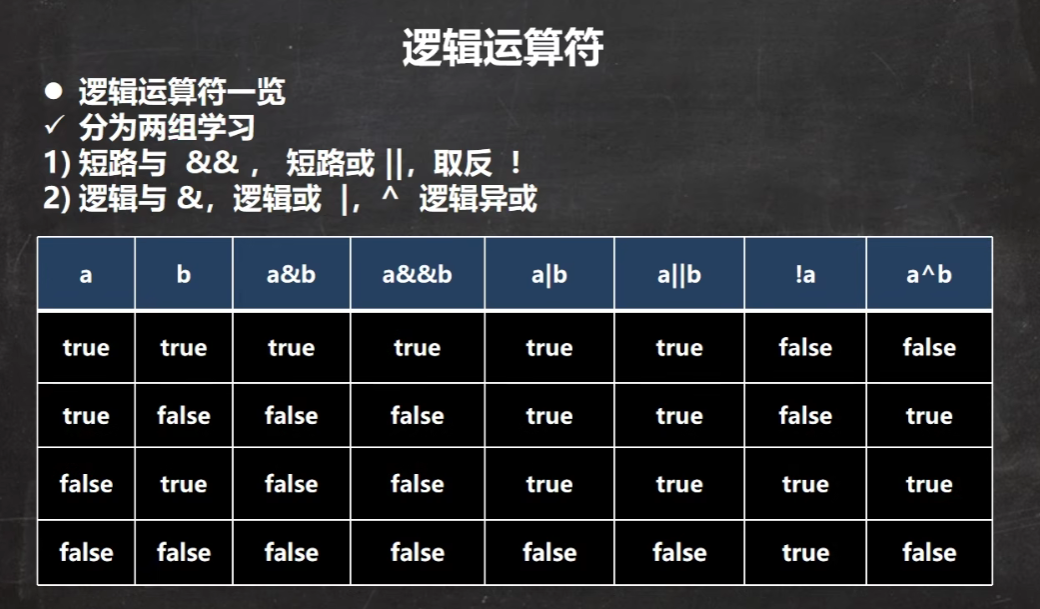 逻辑运算符
● 逻辑运算符一览
✓ 分为两组学习
1) 短路与 && , 短路或 ||，取反 !
2) 逻辑与 &，逻辑或 |，^ 逻辑异或
a b a&b a&&b a|b a||b !a a^b
true true true true true true false false
true false false false true true false true
false true false false true true true true
false false false false false false true false